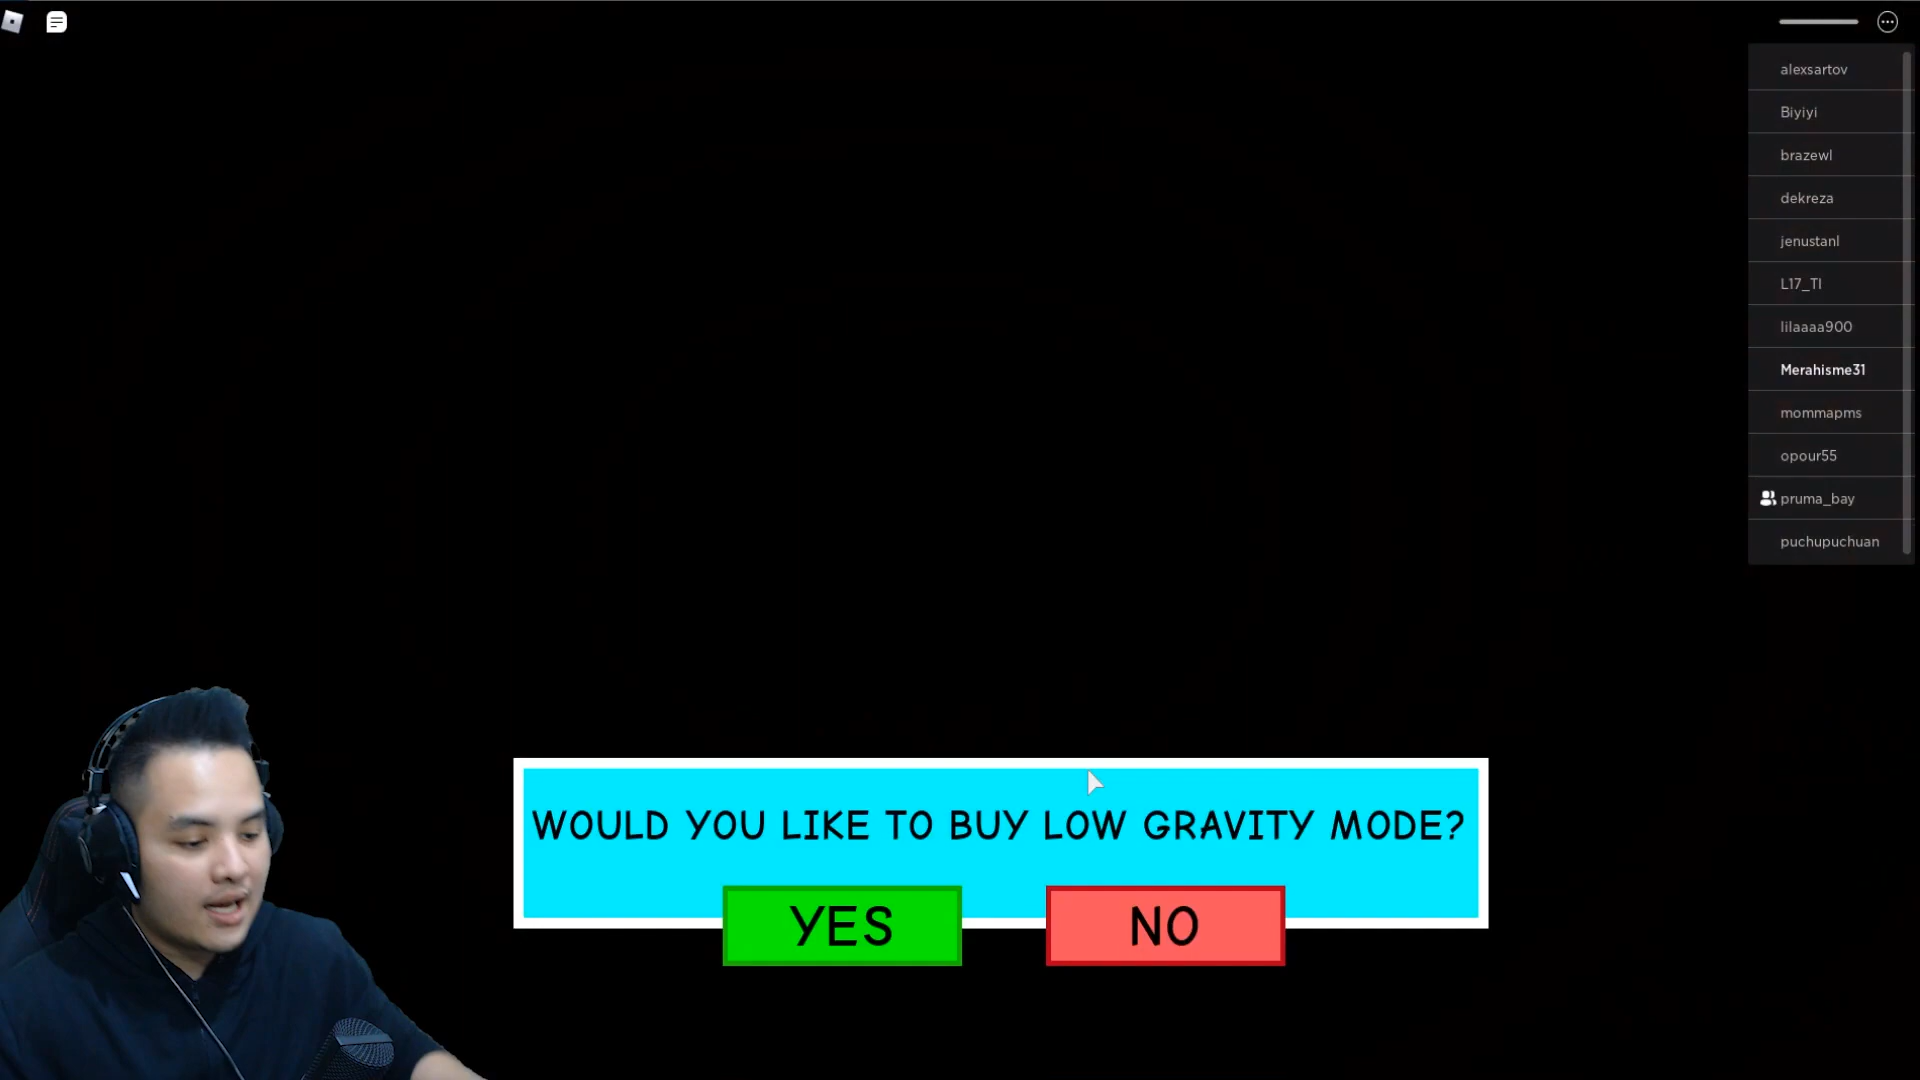 alexsartov
Biyiyi
brazewl
dekreza
jenustanl
L17_TI
lilaaaa900
Merahisme31
mommapms
opour55
pruma_bay
puchupuchuan
WOULD YOU LIKE TO BUY LOW GRAVITY MODE?
YES
NO